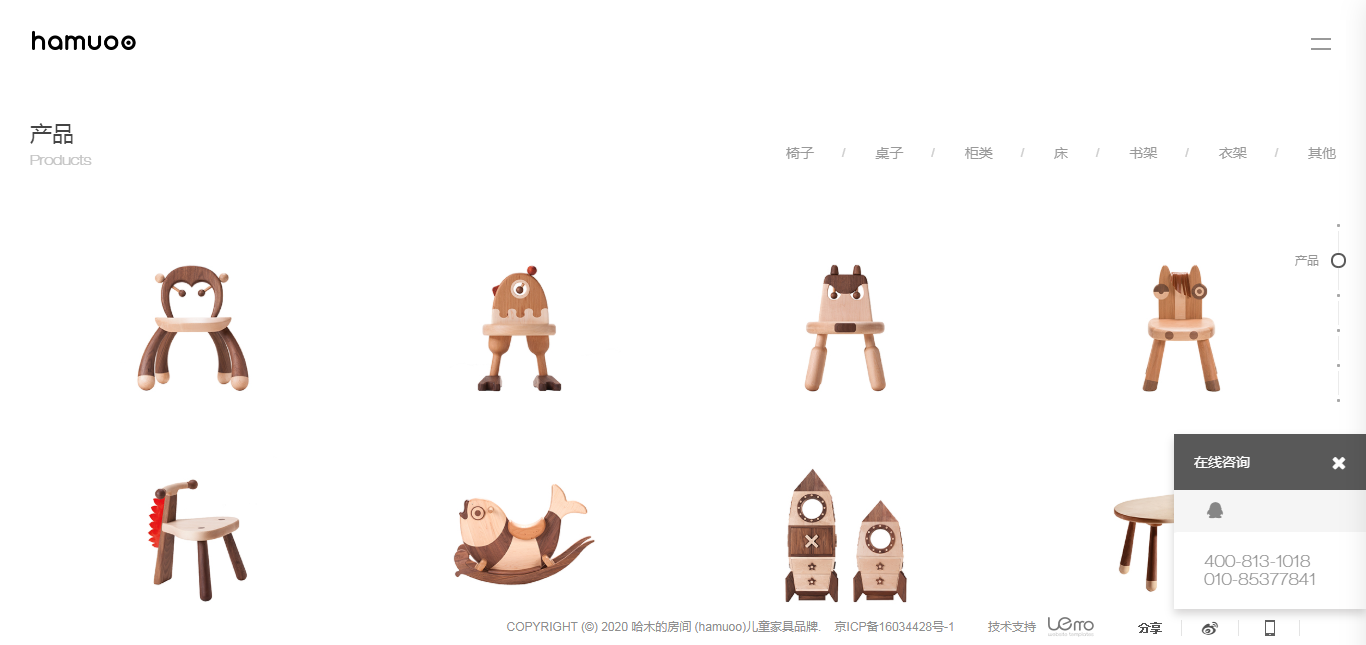 hamuoo
产品
Products
椅子 / 桌子 / 柜类 / 床 / 书架 / 衣架 / 其他
产品
在线咨询
400-813-1018
010-85377841
COPYRIGHT (©) 2020 哈木的房间 (hamuoo)儿童家具品牌. 京ICP备16034428号-1 技术支持 uemo
分享